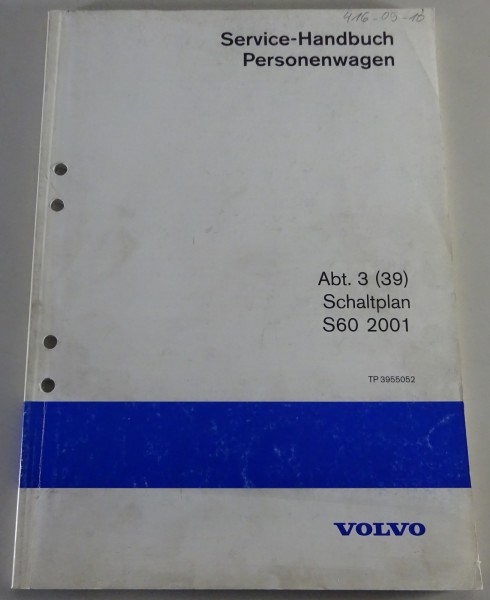 416-09-10
Service-Handbuch
Personenwagen
Abt. 3 (39)
Schaltplan
S60 2001
TP 3955052
VOLVO